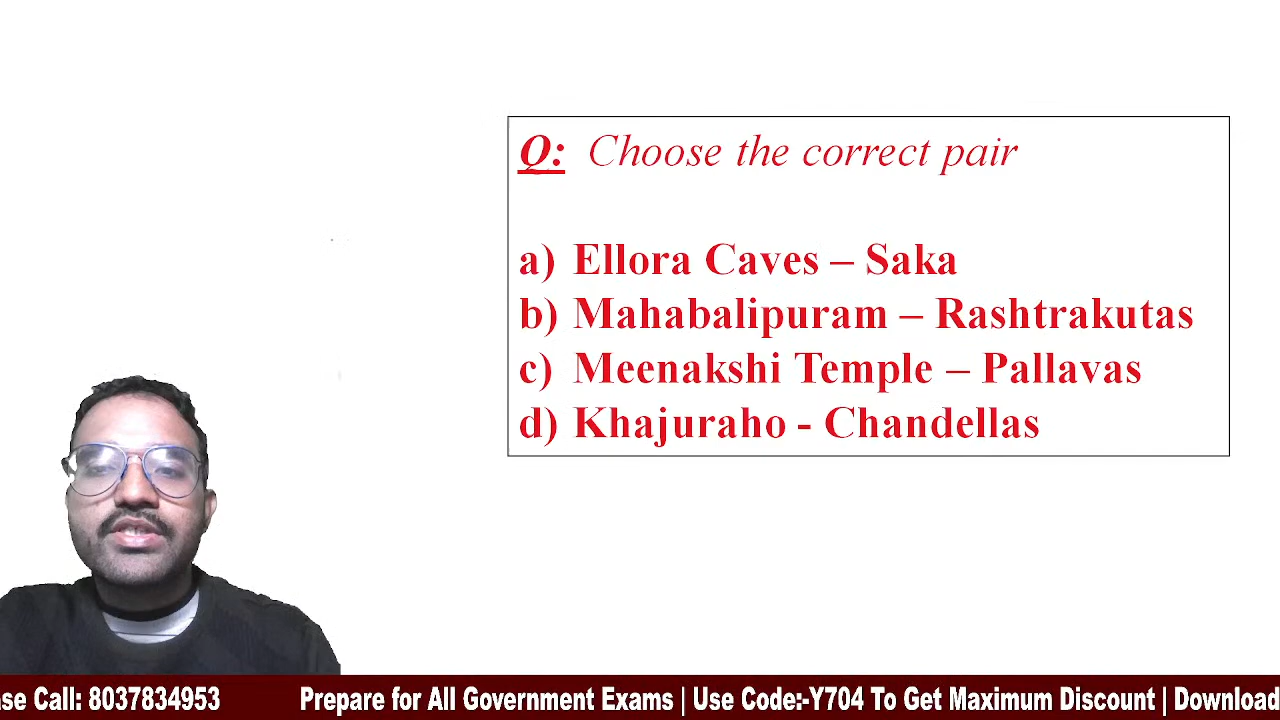 Q: Choose the correct pair
a) Ellora Caves – Saka
b) Mahabalipuram – Rashtrakutas
c) Meenakshi Temple – Pallavas
d) Khajuraho - Chandellas
se Call: 8037834953 Prepare for All Government Exams | Use Code:-Y704 To Get Maximum Discount | Download